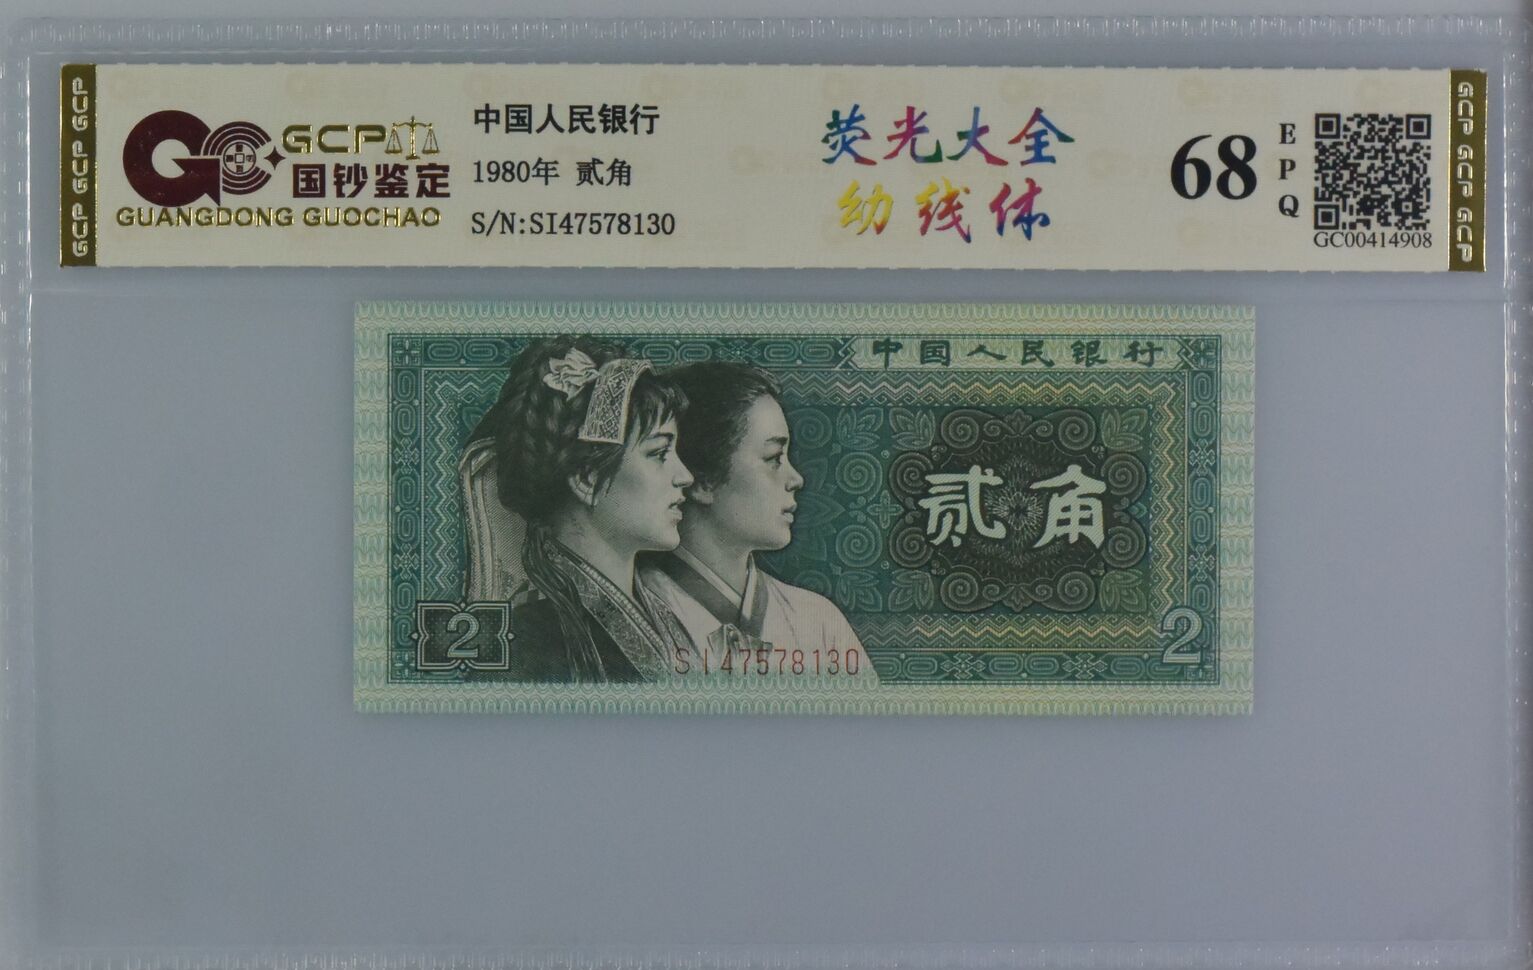 GCP GCP GCP
GCP
国钞鉴定
GUANGDONG GUOCHAO
中国人民银行
1980年 贰角
S/N:SI47578130
荧光大全
幼线体
68
EPQ
GC00414908
GCP GCP GCP
中国人民银行
贰角
2
2
SI47578130